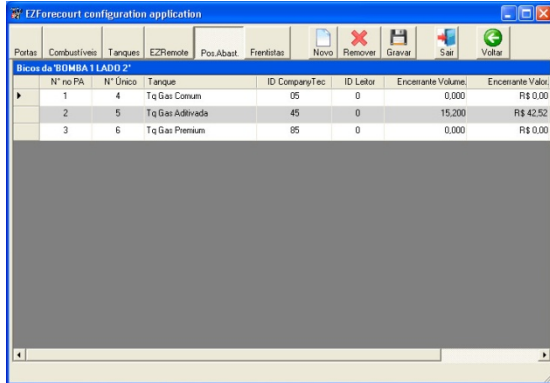 EZForecourt configuration application
Portas Combustíveis Tanques EZRemote Pos.Abast. Frentistas Novo Remover Gravar Sair Voltar
Bicos da 'BOMBA 1 LADO 2'
N° no PA N° Único Tanque ID CompanyTec ID Leitor Encerrante Volume. Encerrante Valor.
1 4 Tq Gas Comum 05 0 0,000 R$ 0,00
2 5 Tq Gas Aditivada 45 0 15,200 R$ 42,52
3 6 Tq Gas Premium 85 0 0,000 R$ 0,00